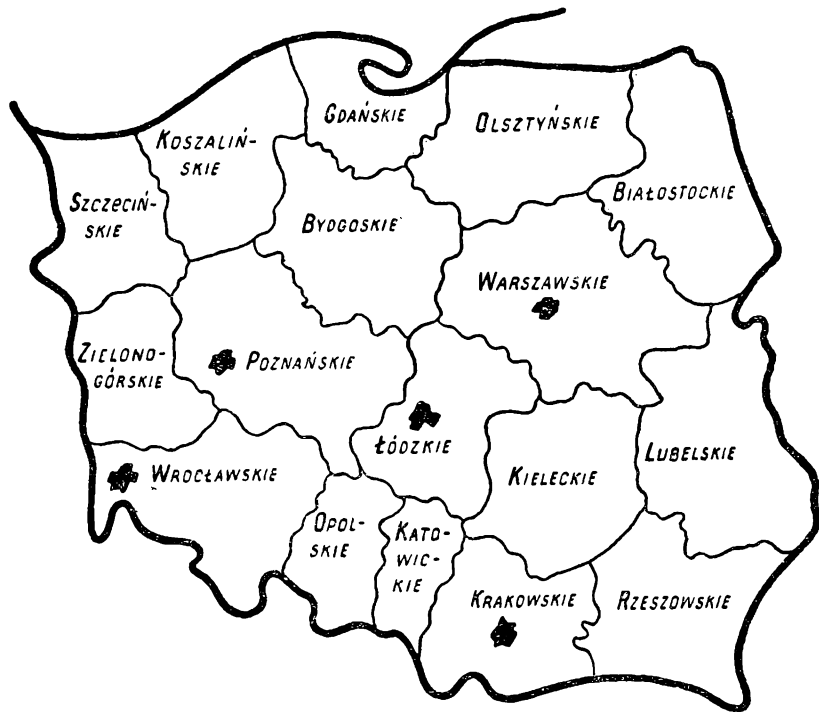 GDAŃSKIE
OLSZTYŃSKIE
KOSZALIŃ-
SKIE
BIAŁOSTOCKIE
SZCZECIŃ-
SKIE
BYDGOSKIE
WARSZAWSKIE
ZIELONO-
GÓRSKIE
POZNAŃSKIE
ŁÓDZKIE
LUBELSKIE
WROCŁAWSKIE
KIELECKIE
OPOL-
SKIE
KATO-
WIC-
KIE
KRAKOWSKIE
RZESZOWSKIE